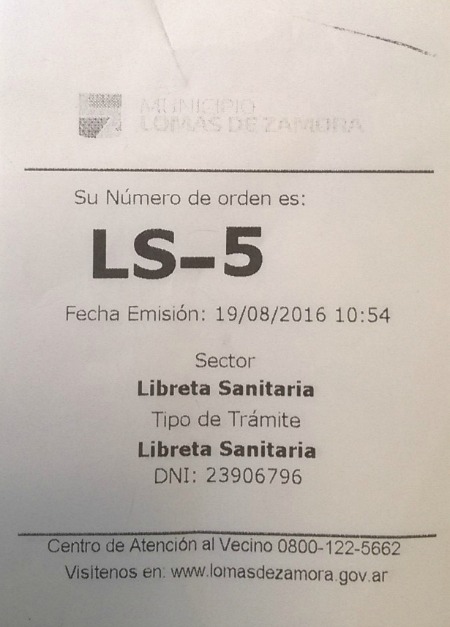 MUNICIPIO
LOMAS DE ZAMORA
Su Número de orden es:
LS-5
Fecha Emisión: 19/08/2016 10:54
Sector
Libreta Sanitaria
Tipo de Trámite
Libreta Sanitaria
DNI: 23906796
Centro de Atención al Vecino 0800-122-5662
Visitenos en: www.lomasdezamora.gov.ar